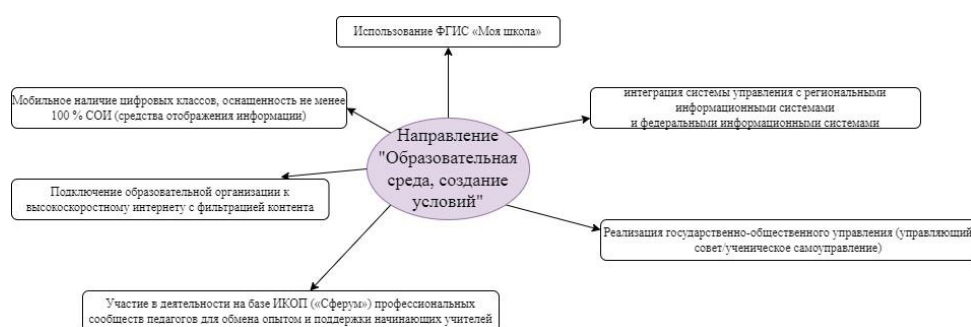 Использование ФГИС «Моя школа»
Мобильное наличие цифровых классов, оснащенность не менее
100 % СОИ (средства отображения информации)
интеграция системы управления с региональными
информационными системами
и федеральными информационными системами
Направление
"Образовательная
среда, создание
условий"
Подключение образовательной организации к
высокоскоростному интернету с фильтрацией контента
Реализация государственно-общественного управления (управляющий
совет/ученическое самоуправление)
Участие в деятельности на базе ИКОП («Сферум») профессиональных
сообществ педагогов для обмена опытом и поддержки начинающих учителей